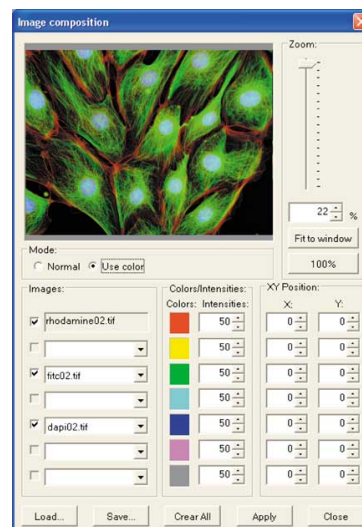 Image composition
Zoom:
22 %
Fit to window
100%
Mode:
Normal Use color
Images:
Colors/Intensities:
XY Position:
Colors: Intensities:
X: Y:
rhodamine02.tif 50 0 0
50 0 0
fitc02.tif 50 0 0
50 0 0
dapi02.tif 50 0 0
50 0 0
50 0 0
Load... Save... Crear All Apply Close